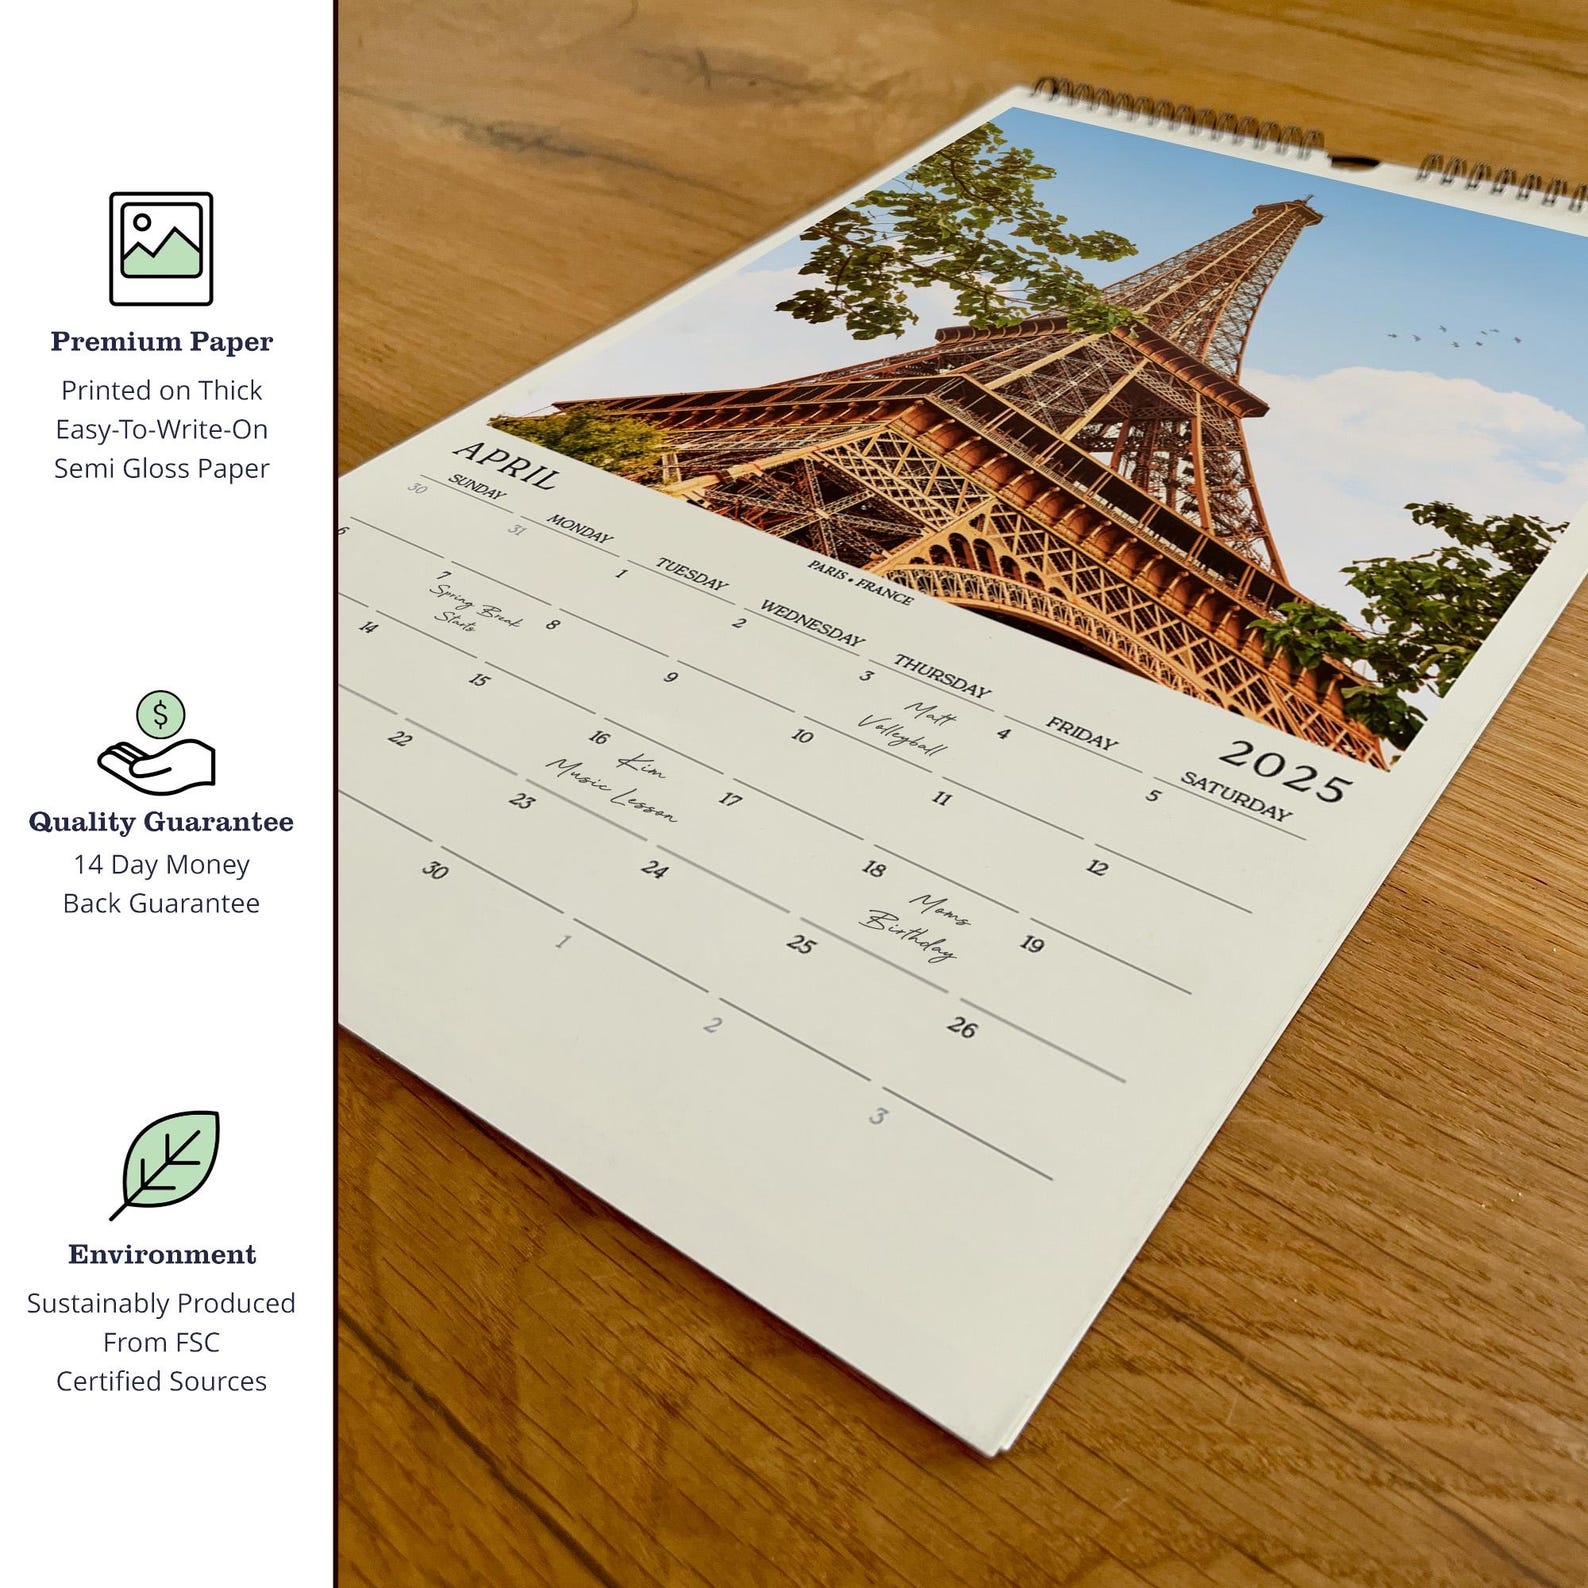 Premium Paper
Printed on Thick
Easy-To-Write-On
Semi Gloss Paper
Quality Guarantee
14 Day Money
Back Guarantee
Environment
Sustainably Produced
From FSC
Certified Sources
APRIL
PARIS • FRANCE
2025
SUNDAY MONDAY TUESDAY WEDNESDAY THURSDAY FRIDAY SATURDAY
30 31 1 2 3 4 5
Matt
Volleyball
6 7 8 9 10 11 12
Spring Break
Starts
14 15 16 17 18 19
Kim
Music Lesson
Moms
Birthday
22 23 24 25 26
30 1 2 3
$